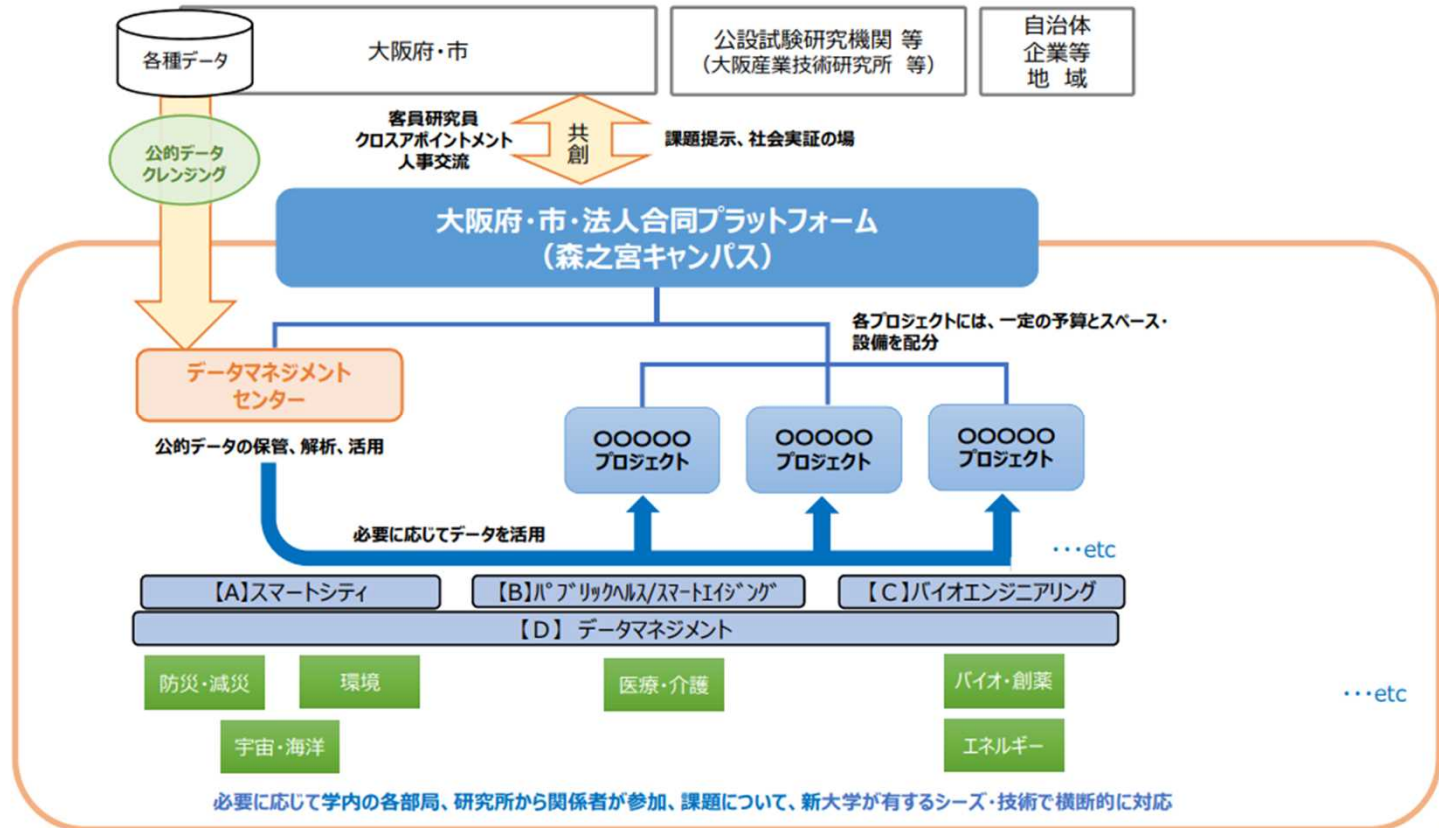 各種データ
大阪府・市
公設試験研究機関 等
（大阪産業技術研究所 等）
自治体
企業等
地 域
公的データ
クレンジング
客員研究員
クロスアポイントメント
人事交流
共
創
課題提示、社会実証の場
大阪府・市・法人合同プラットフォーム
（森之宮キャンパス）
各プロジェクトには、一定の予算とスペース・
設備を配分
データマネジメント
センター
公的データの保管、解析、活用
〇〇〇〇〇
プロジェクト
〇〇〇〇〇
プロジェクト
〇〇〇〇〇
プロジェクト
必要に応じてデータを活用
・・・etc
【A】スマートシティ
【B】ﾊﾟﾌﾞﾘｯｸﾍﾙｽ/ｽﾏｰﾄｴｲｼﾞﾝｸﾞ
【C】バイオエンジニアリング
【D】 データマネジメント
防災・減災
環境
医療・介護
バイオ・創薬
・・・etc
宇宙・海洋
エネルギー
必要に応じて学内の各部局、研究所から関係者が参加、課題について、新大学が有するシーズ・技術で横断的に対応